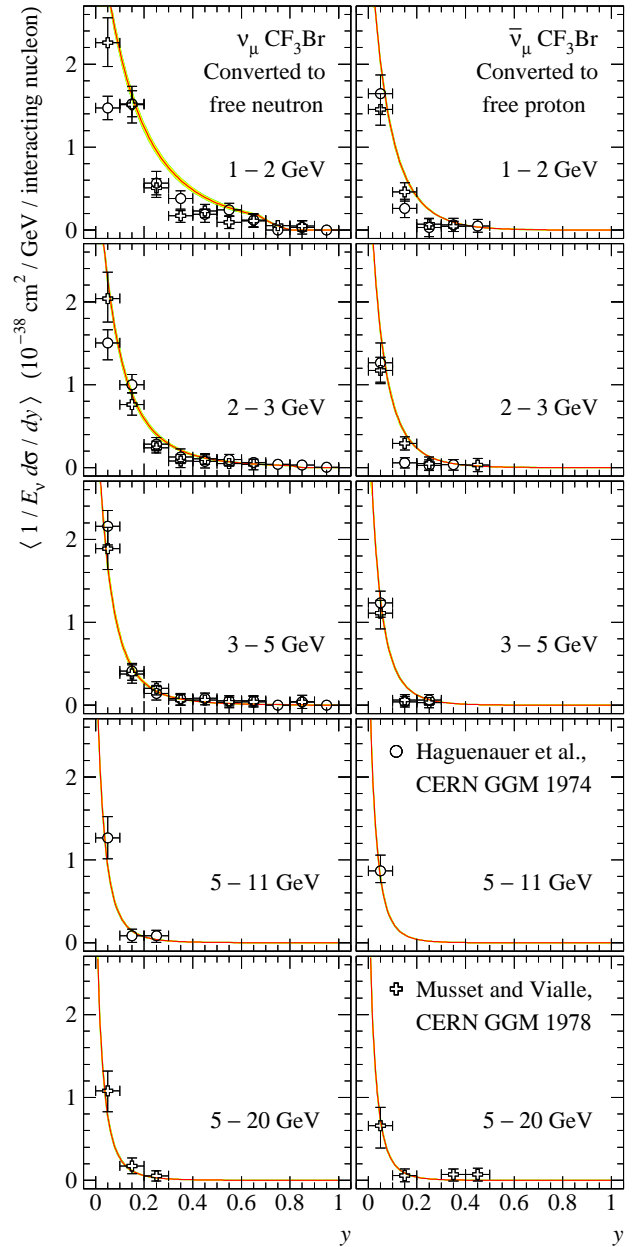 ⟨ 1 / E_ν dσ / dy ⟩ (10^−38 cm^2 / GeV / interacting nucleon)
ν_μ CF_3Br
Converted to
free neutron
1 – 2 GeV
ν̅_μ CF_3Br
Converted to
free proton
1 – 2 GeV
0
1
2
2 – 3 GeV
2 – 3 GeV
0
1
2
3 – 5 GeV
3 – 5 GeV
0
1
2
5 – 11 GeV
Haguenauer et al.,
CERN GGM 1974
5 – 11 GeV
0
1
2
5 – 20 GeV
Musset and Vialle,
CERN GGM 1978
5 – 20 GeV
0
1
2
0 0.2 0.4 0.6 0.8 1
0 0.2 0.4 0.6 0.8 1
y
y